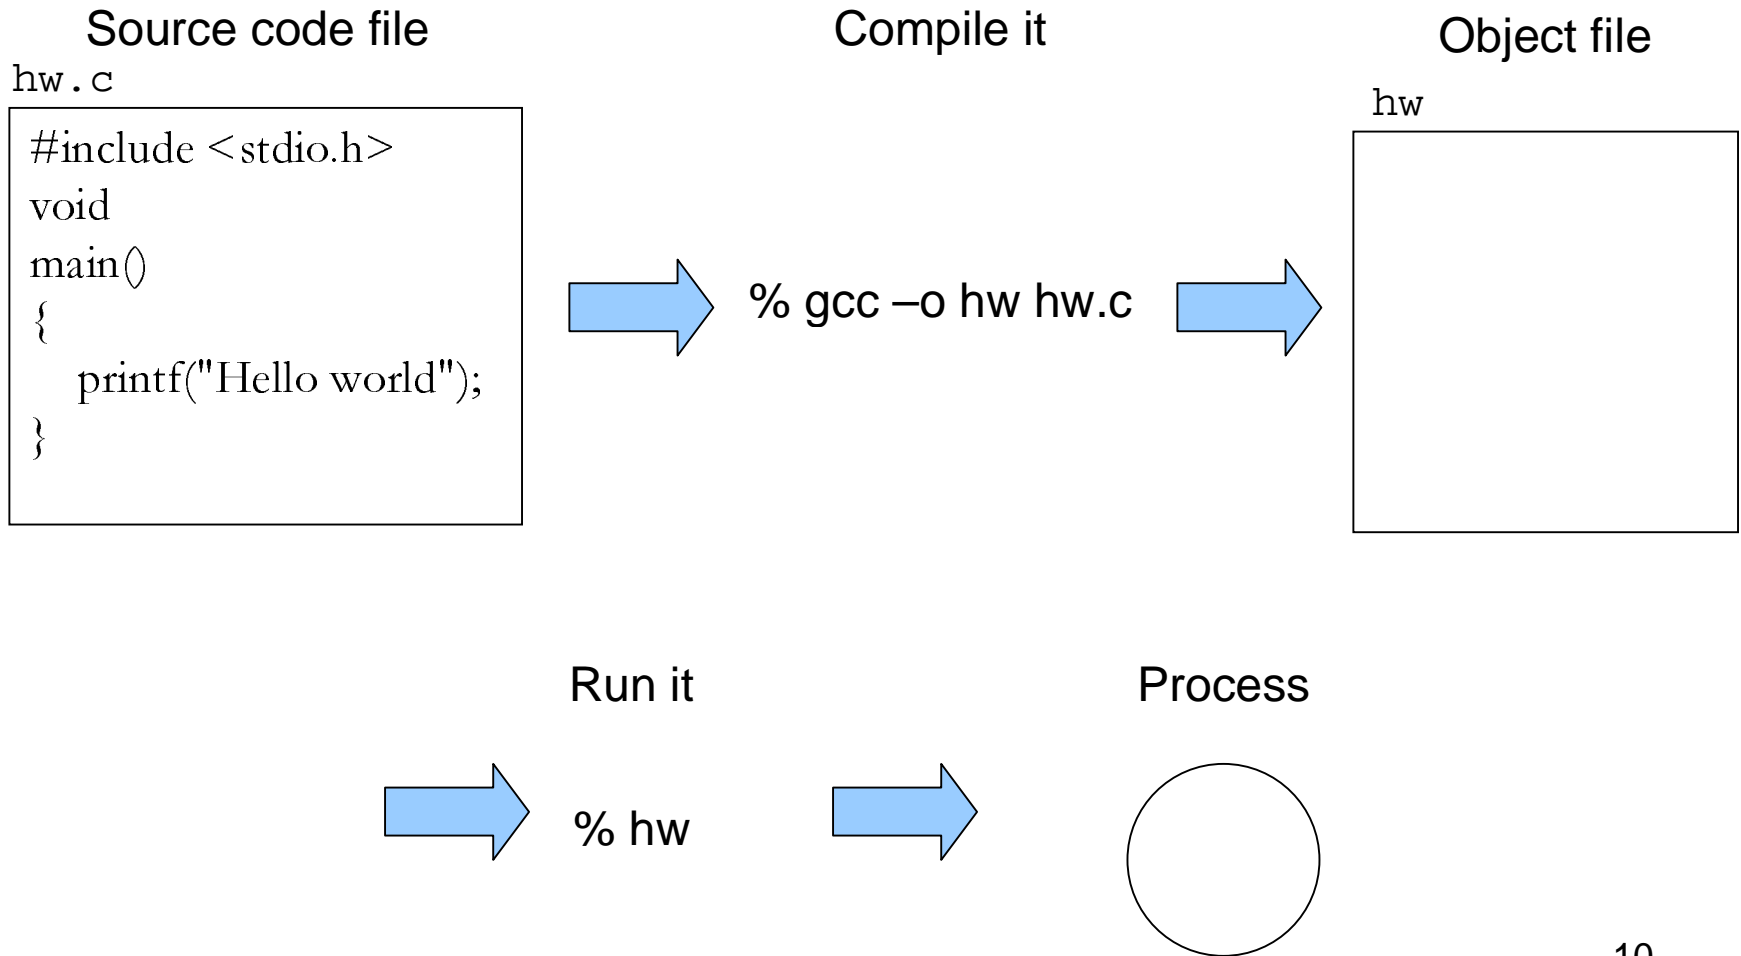 Source code file
hw.c
#include <stdio.h>
void
main()
{
printf("Hello world");
}
Compile it
% gcc –o hw hw.c
Object file
hw
Run it
% hw
Process
10